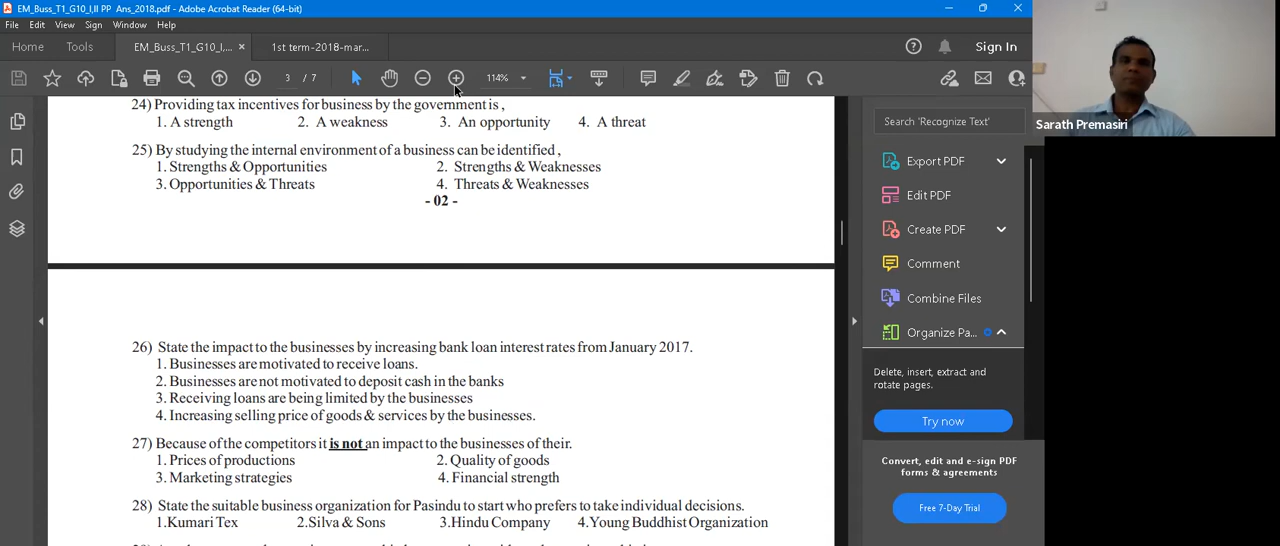 EM_Buss_T1_G10_I,II PP Ans_2018.pdf - Adobe Acrobat Reader (64-bit)
File Edit View Sign Window Help
Home Tools EM_Buss_T1_G10_I,... × 1st term-2018-mar... Sign In
3 / 7 114%
Sarath Premasiri
24) Providing tax incentives for business by the government is ,
1. A strength 2. A weakness 3. An opportunity 4. A threat
25) By studying the internal environment of a business can be identified ,
1. Strengths & Opportunities 2. Strengths & Weaknesses
3. Opportunities & Threats 4. Threats & Weaknesses
- 02 -
26) State the impact to the businesses by increasing bank loan interest rates from January 2017.
1. Businesses are motivated to receive loans.
2. Businesses are not motivated to deposit cash in the banks
3. Receiving loans are being limited by the businesses
4. Increasing selling price of goods & services by the businesses.
27) Because of the competitors it is not an impact to the businesses of their.
1. Prices of productions 2. Quality of goods
3. Marketing strategies 4. Financial strength
28) State the suitable business organization for Pasindu to start who prefers to take individual decisions.
1.Kumari Tex 2.Silva & Sons 3.Hindu Company 4.Young Buddhist Organization
Search 'Recognize Text'
Export PDF
Edit PDF
Create PDF
Comment
Combine Files
Organize Pa...
Delete, insert, extract and
rotate pages.
Try now
Convert, edit and e-sign PDF
forms & agreements
Free 7-Day Trial